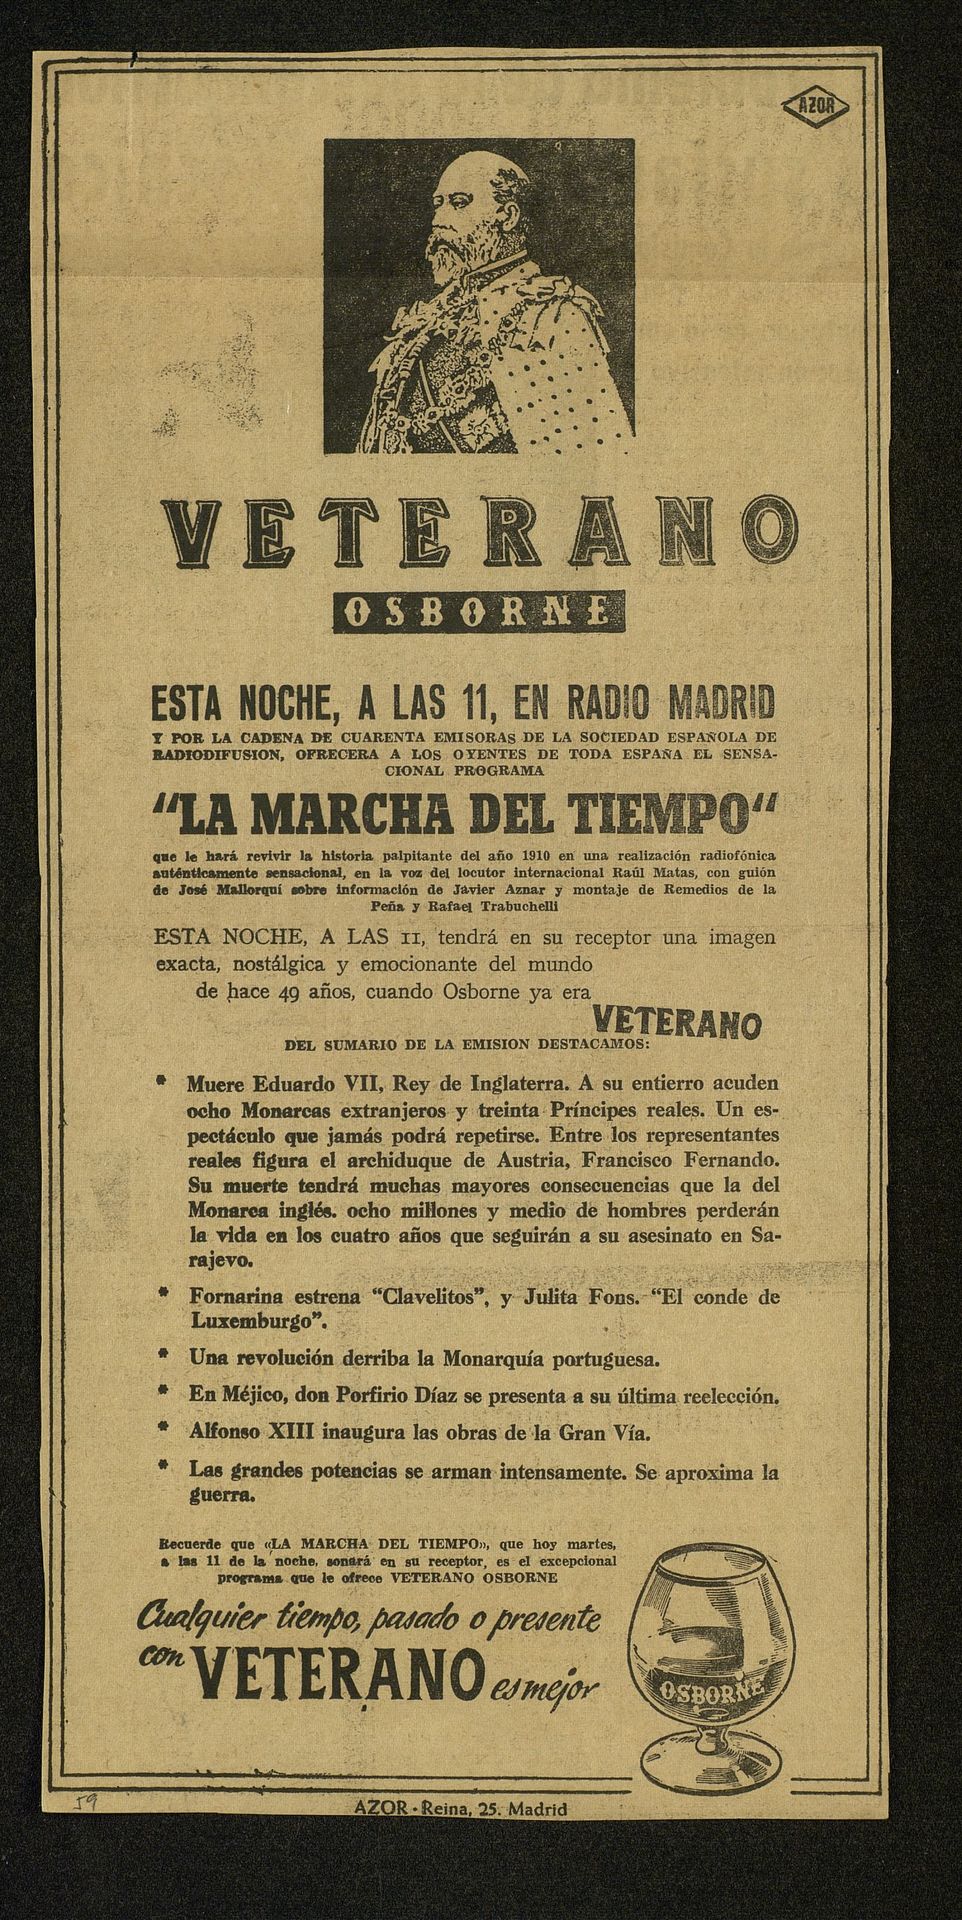 AZOR
VETERANO
OSBORNE
ESTA NOCHE, A LAS 11, EN RADIO MADRID
Y POR LA CADENA DE CUARENTA EMISORAS DE LA SOCIEDAD ESPAÑOLA DE
RADIODIFUSION, OFRECERA A LOS OYENTES DE TODA ESPAÑA EL SENSA-
CIONAL PROGRAMA
"LA MARCHA DEL TIEMPO"
que le hará revivir la historia palpitante del año 1910 en una realización radiofónica
auténticamente sensacional, en la voz del locutor internacional Raúl Matas, con guión
de José Mallorquí sobre información de Javier Aznar y montaje de Remedios de la
Peña y Rafael Trabuchelli
ESTA NOCHE, A LAS 11, tendrá en su receptor una imagen
exacta, nostálgica y emocionante del mundo
de hace 49 años, cuando Osborne ya era
VETERANO
DEL SUMARIO DE LA EMISION DESTACAMOS:
* Muere Eduardo VII, Rey de Inglaterra. A su entierro acuden
ocho Monarcas extranjeros y treinta Príncipes reales. Un es-
pectáculo que jamás podrá repetirse. Entre los representantes
reales figura el archiduque de Austria, Francisco Fernando.
Su muerte tendrá muchas mayores consecuencias que la del
Monarca inglés. ocho millones y medio de hombres perderán
la vida en los cuatro años que seguirán a su asesinato en Sa-
rajevo.
* Fornarina estrena "Clavelitos", y Julita Fons. "El conde de
Luxemburgo".
* Una revolución derriba la Monarquía portuguesa.
* En Méjico, don Porfirio Díaz se presenta a su última reelección.
* Alfonso XIII inaugura las obras de la Gran Vía.
* Las grandes potencias se arman intensamente. Se aproxima la
guerra.
Recuerde que «LA MARCHA DEL TIEMPO», que hoy martes,
a las 11 de la noche, sonará en su receptor, es el excepcional
programa que le ofrece VETERANO OSBORNE
Cualquier tiempo, pasado o presente
con VETERANO es mejor
OSBORNE
59
AZOR - Reina, 25. Madrid